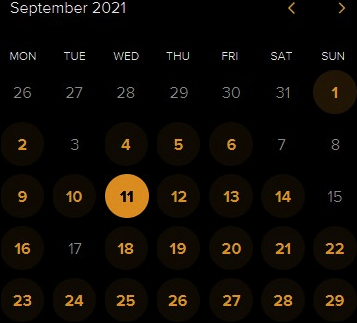 September 2021
MON TUE WED THU FRI SAT SUN
26 27 28 29 30 31 1
2 3 4 5 6 7 8
9 10 11 12 13 14 15
16 17 18 19 20 21 22
23 24 25 26 27 28 29